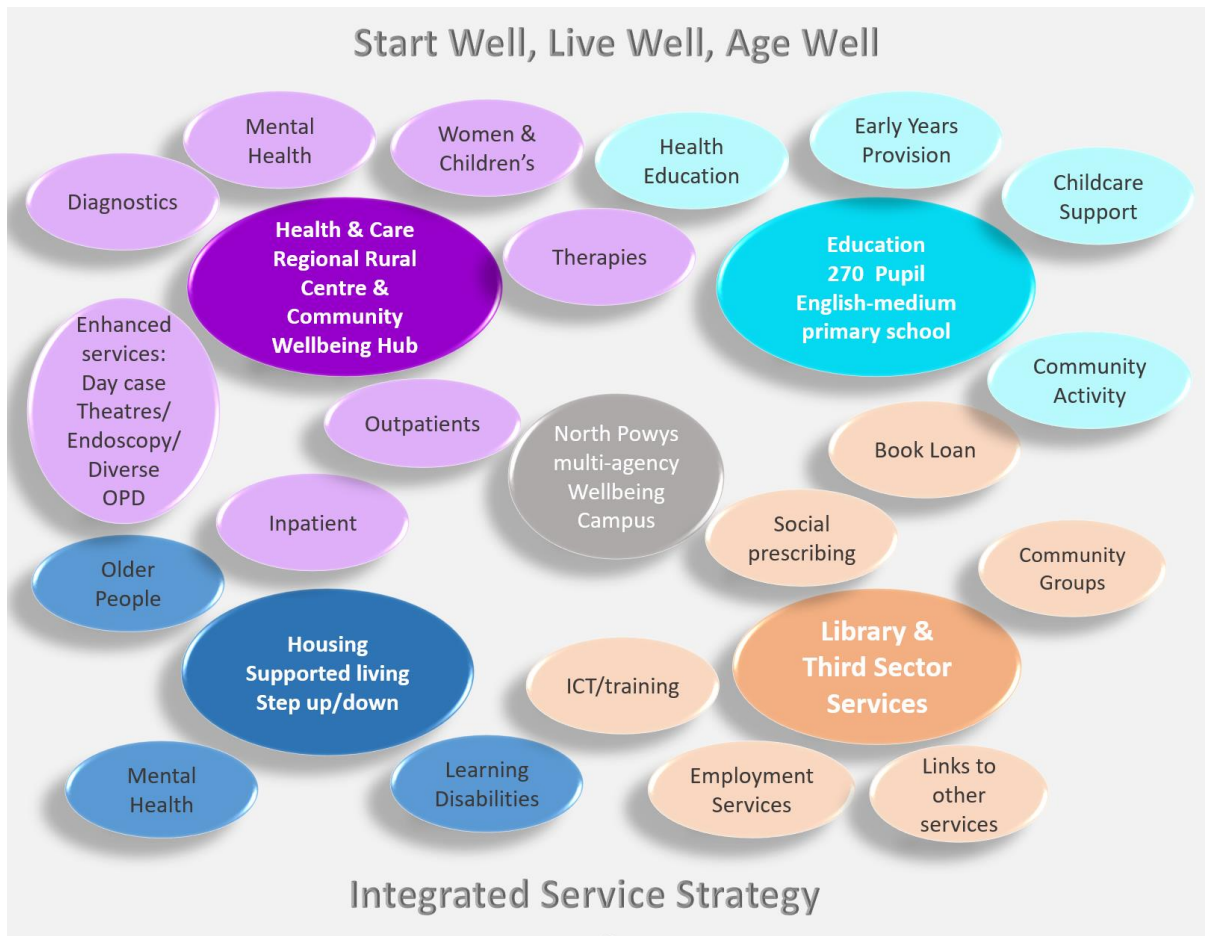 Start Well, Live Well, Age Well
Mental
Health
Women &
Children's
Health
Education
Early Years
Provision
Childcare
Support
Diagnostics
Health & Care
Regional Rural
Centre &
Community
Wellbeing Hub
Therapies
Education
270 Pupil
English-medium
primary school
Enhanced
services:
Day case
Theatres/
Endoscopy/
Diverse
OPD
Community
Activity
Outpatients
North Powys
multi-agency
Wellbeing
Campus
Book Loan
Inpatient
Social
prescribing
Community
Groups
Older
People
Housing
Supported living
Step up/down
ICT/training
Library &
Third Sector
Services
Mental
Health
Learning
Disabilities
Employment
Services
Links to
other
services
Integrated Service Strategy